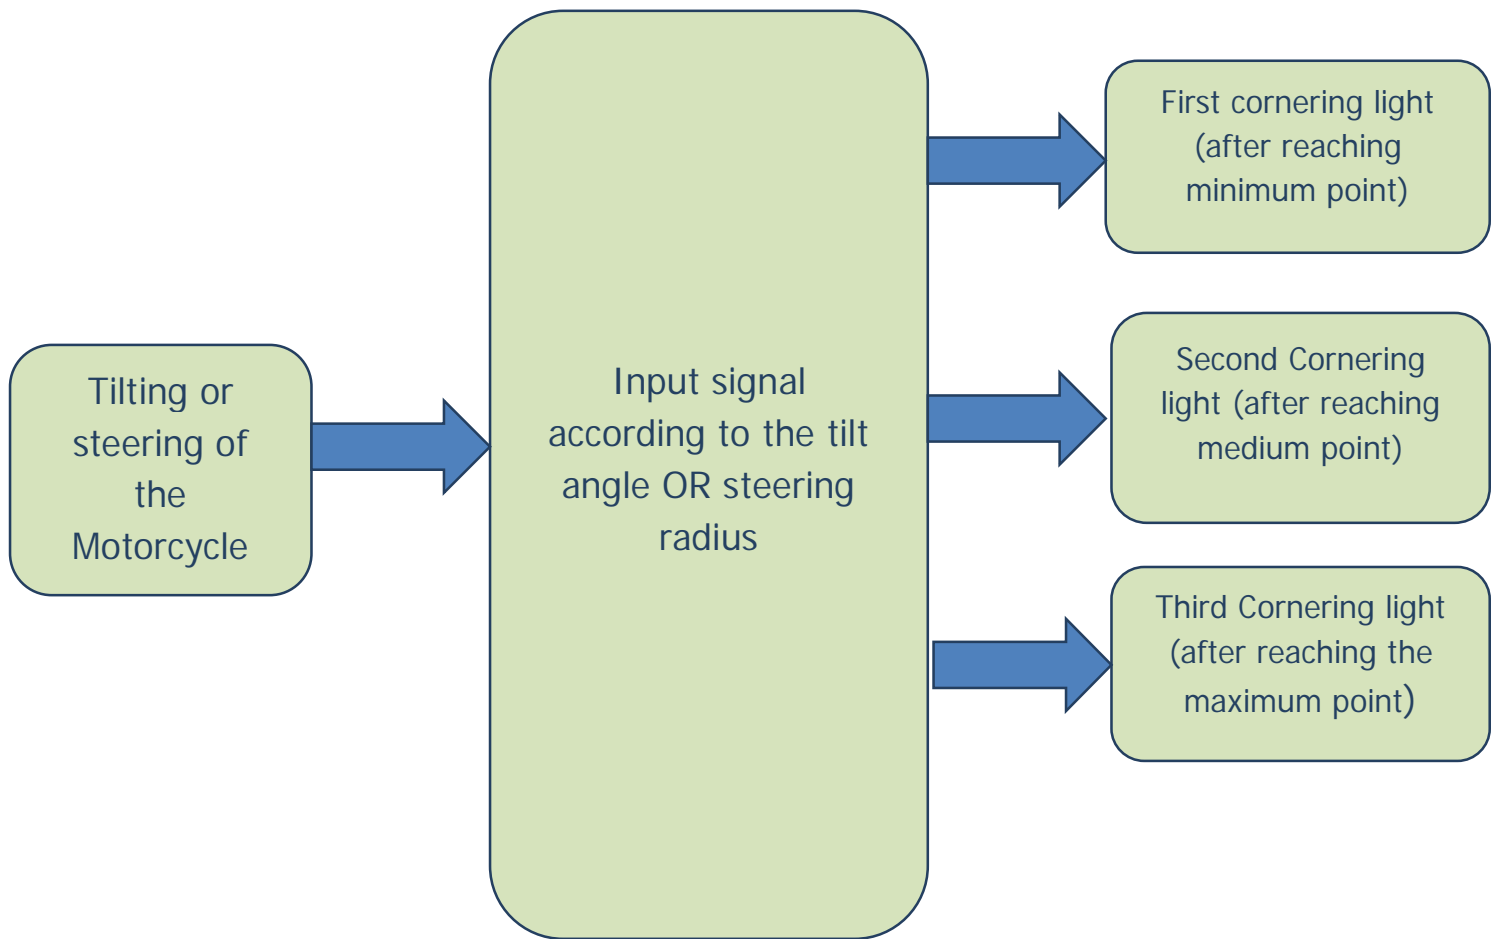 Tilting or
steering of
the
Motorcycle
Input signal
according to the tilt
angle OR steering
radius
First cornering light
(after reaching
minimum point)
Second Cornering
light (after reaching
medium point)
Third Cornering light
(after reaching the
maximum point)